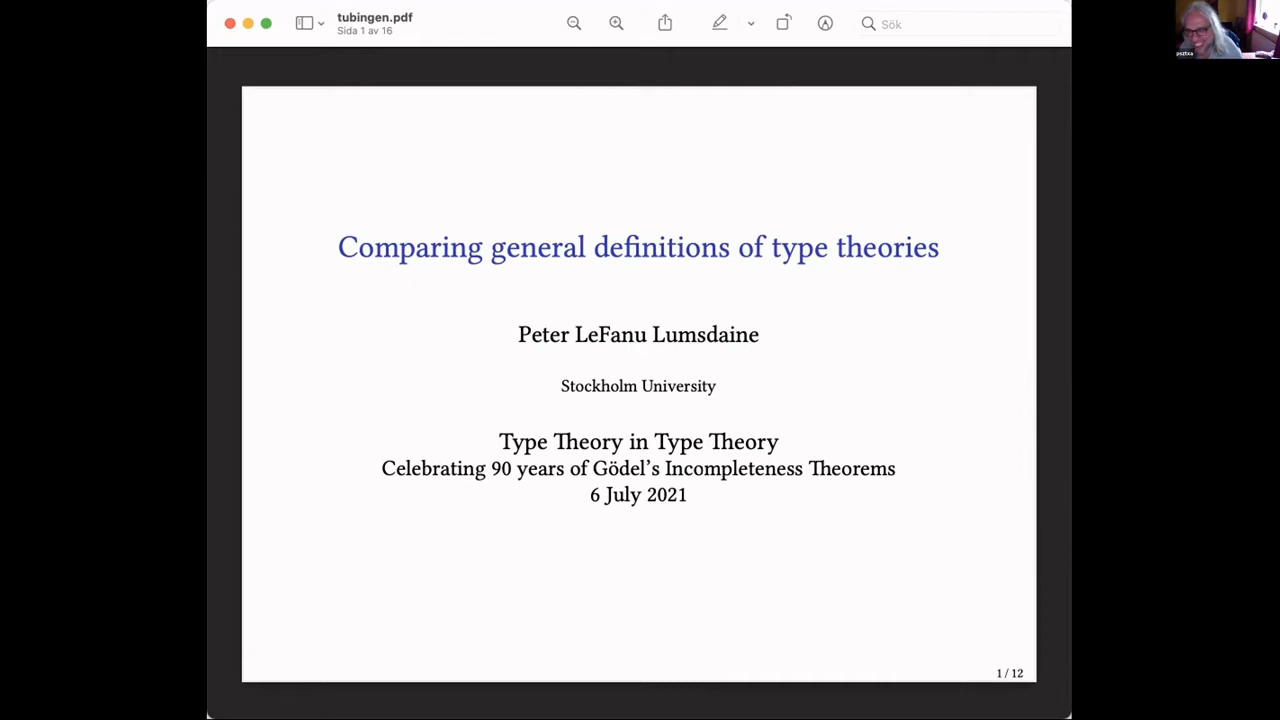 tubingen.pdf
Sida 1 av 16
Sök
psztxa
Comparing general definitions of type theories
Peter LeFanu Lumsdaine
Stockholm University
Type Theory in Type Theory
Celebrating 90 years of Gödel's Incompleteness Theorems
6 July 2021
1 / 12